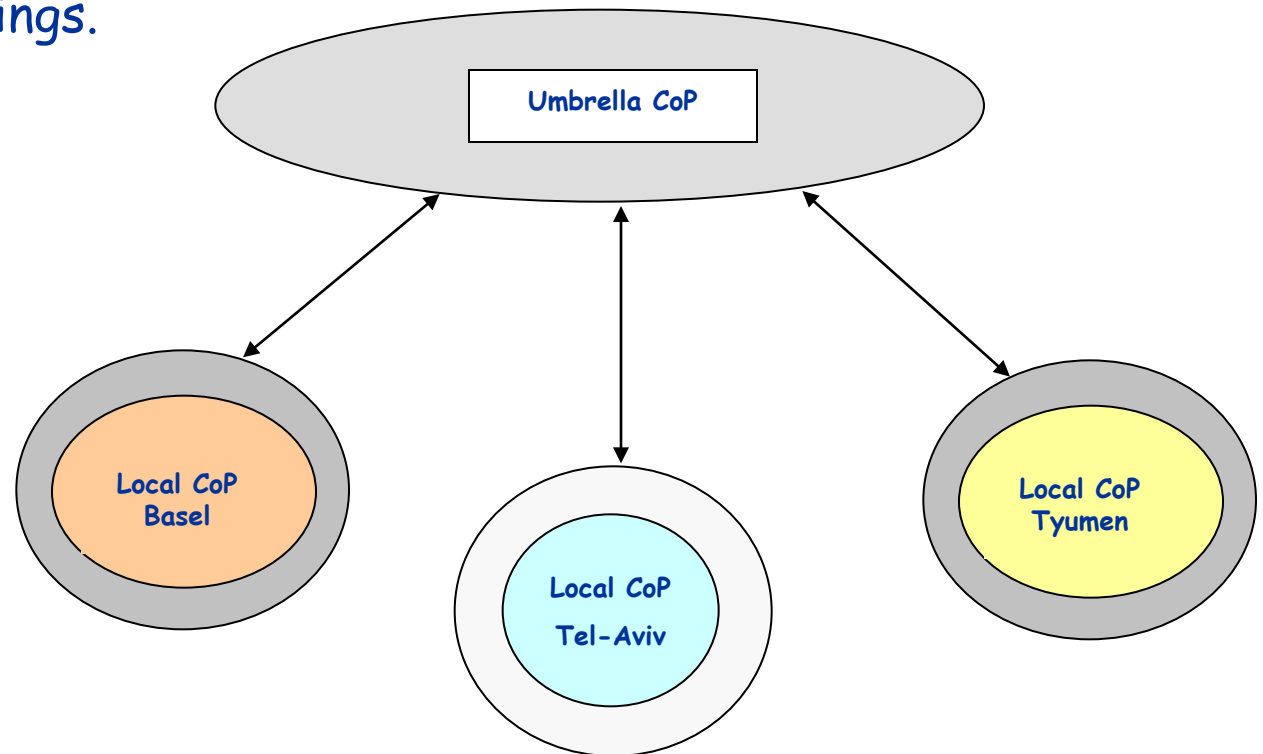 ings.
Umbrella CoP
Local CoP
Basel
Local CoP
Tel-Aviv
Local CoP
Tyumen